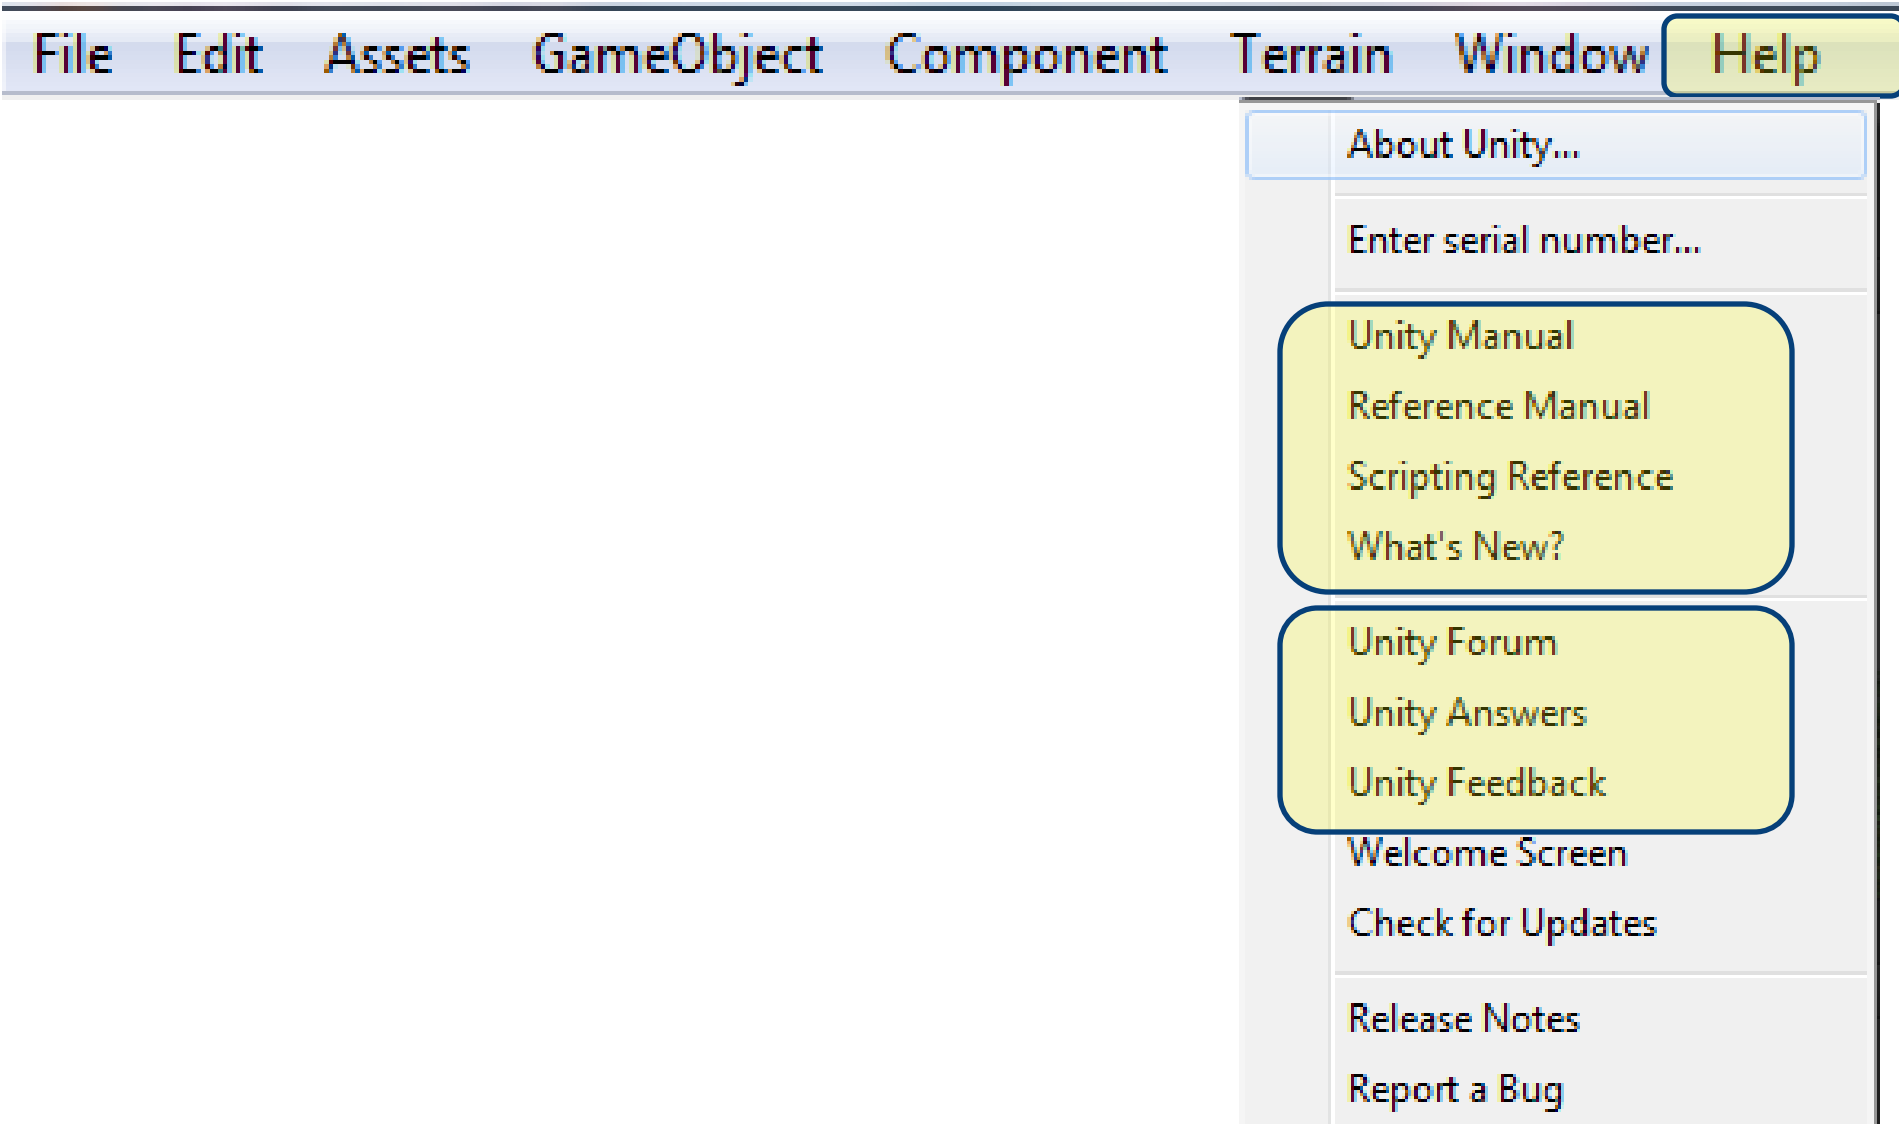 File Edit Assets GameObject Component Terrain Window Help
About Unity...
Enter serial number...
Unity Manual
Reference Manual
Scripting Reference
What's New?
Unity Forum
Unity Answers
Unity Feedback
Welcome Screen
Check for Updates
Release Notes
Report a Bug